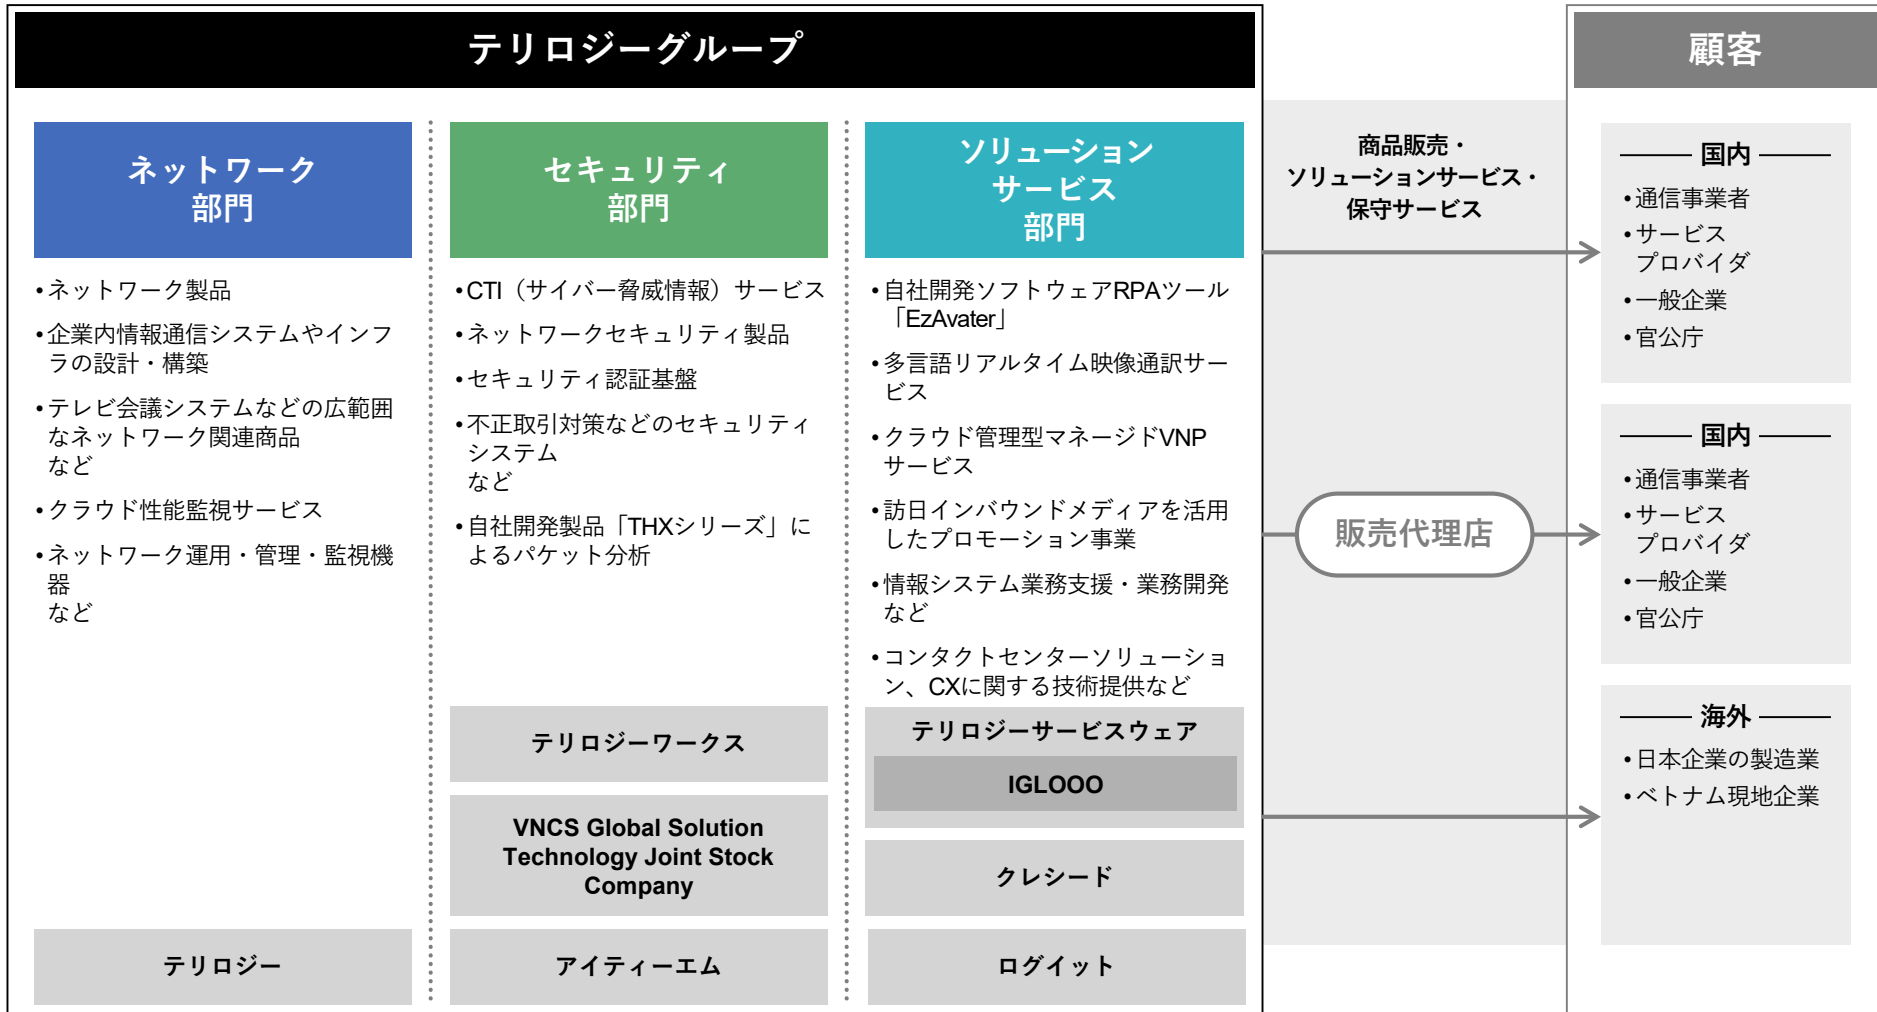 テリロジーグループ
ネットワーク
部門
•ネットワーク製品
•企業内情報通信システムやインフ
ラの設計・構築
•テレビ会議システムなどの広範囲
なネットワーク関連商品
など
•クラウド性能監視サービス
•ネットワーク運用・管理・監視機
器
など
テリロジー
セキュリティ
部門
•CTI（サイバー脅威情報）サービス
•ネットワークセキュリティ製品
•セキュリティ認証基盤
•不正取引対策などのセキュリティ
システム
など
•自社開発製品「THXシリーズ」に
よるパケット分析
テリロジーワークス
VNCS Global Solution
Technology Joint Stock
Company
アイティーエム
ソリューション
サービス
部門
•自社開発ソフトウェアRPAツール
「EzAvater」
•多言語リアルタイム映像通訳サー
ビス
•クラウド管理型マネージドVNP
サービス
•訪日インバウンドメディアを活用
したプロモーション事業
•情報システム業務支援・業務開発
など
•コンタクトセンターソリューショ
ン、CXに関する技術提供など
テリロジーサービスウェア
IGLOOO
クレシード
ログイット
商品販売・
ソリューションサービス・
保守サービス
販売代理店
顧客
国内
•通信事業者
•サービス
プロバイダ
•一般企業
•官公庁
国内
•通信事業者
•サービス
プロバイダ
•一般企業
•官公庁
海外
•日本企業の製造業
•ベトナム現地企業